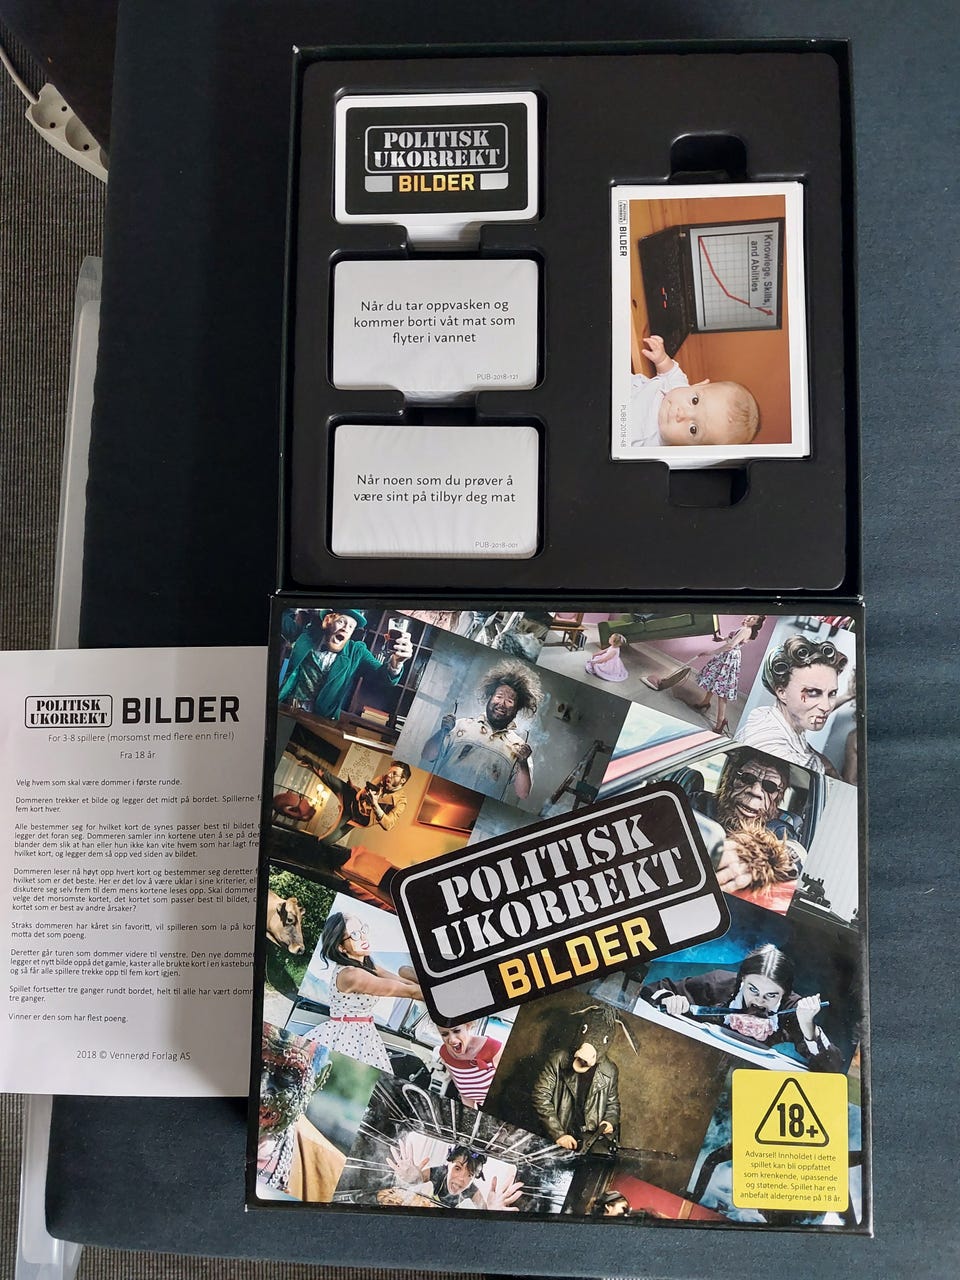 POLITISK
UKORREKT
BILDER
Når du tar oppvasken og
kommer borti våt mat som
flyter i vannet
PUB-2018-121
Når noen som du prøver å
være sint på tilbyr deg mat
PUB-2018-001
POLITISK
UKORREKT
BILDER
Knowlege, Skills,
and Abilities
PUBB-2018-48
POLITISK
UKORREKT
BILDER
For 3-8 spillere (morsomst med flere enn fire!)
Fra 18 år
Velg hvem som skal være dommer i første runde.
Dommeren trekker et bilde og legger det midt på bordet. Spillerne
fem kort hver.
Alle bestemmer seg for hvilket kort de synes passer best til bildet
legger det foran seg. Dommeren samler inn kortene uten å se på
blander dem slik at han eller hun ikke kan vite hvem som har lagt
hvilket kort, og legger dem så opp ved siden av bildet.
Dommeren leser nå høyt opp hvert kort og bestemmer seg deretter
hvilket som er det beste. Her er det lov å være uklar i sine kriterier,
diskutere seg selv frem til dem mens kortene leses opp. Skal
velge det morsomste kortet, det kortet som passer best til bildet,
kortet som er best av andre årsaker?
Straks dommeren har kåret sin favoritt, vil spilleren som la på
motta det som poeng.
Deretter går turen som dommer videre til venstre. Den nye
legger et nytt bilde oppå det gamle, kaster alle brukte kort i en
og så får alle spillere trekke opp til fem kort igjen.
Spillet fortsetter tre ganger rundt bordet, helt til alle har vært
tre ganger.
Vinner er den som har flest poeng.
2018 © Vennerød Forlag AS
POLITISK
UKORREKT
BILDER
18+
Advarsel! Innholdet i dette
spillet kan bli oppfattet
som krenkende, upassende
og støtende. Spillet har en
anbefalt aldergrense på 18 år.